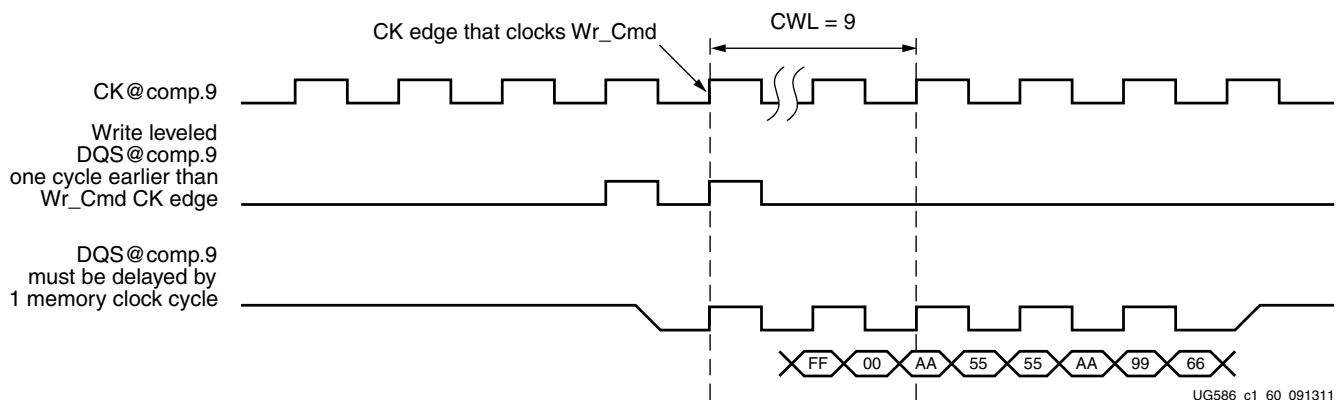 CWL = 9
CK edge that clocks Wr_Cmd
CK@comp.9
Write leveled
DQS@comp.9
one cycle earlier than
Wr_Cmd CK edge
DQS@comp.9
must be delayed by
1 memory clock cycle
FF 00 AA 55 55 AA 99 66
UG586_c1_60_091311